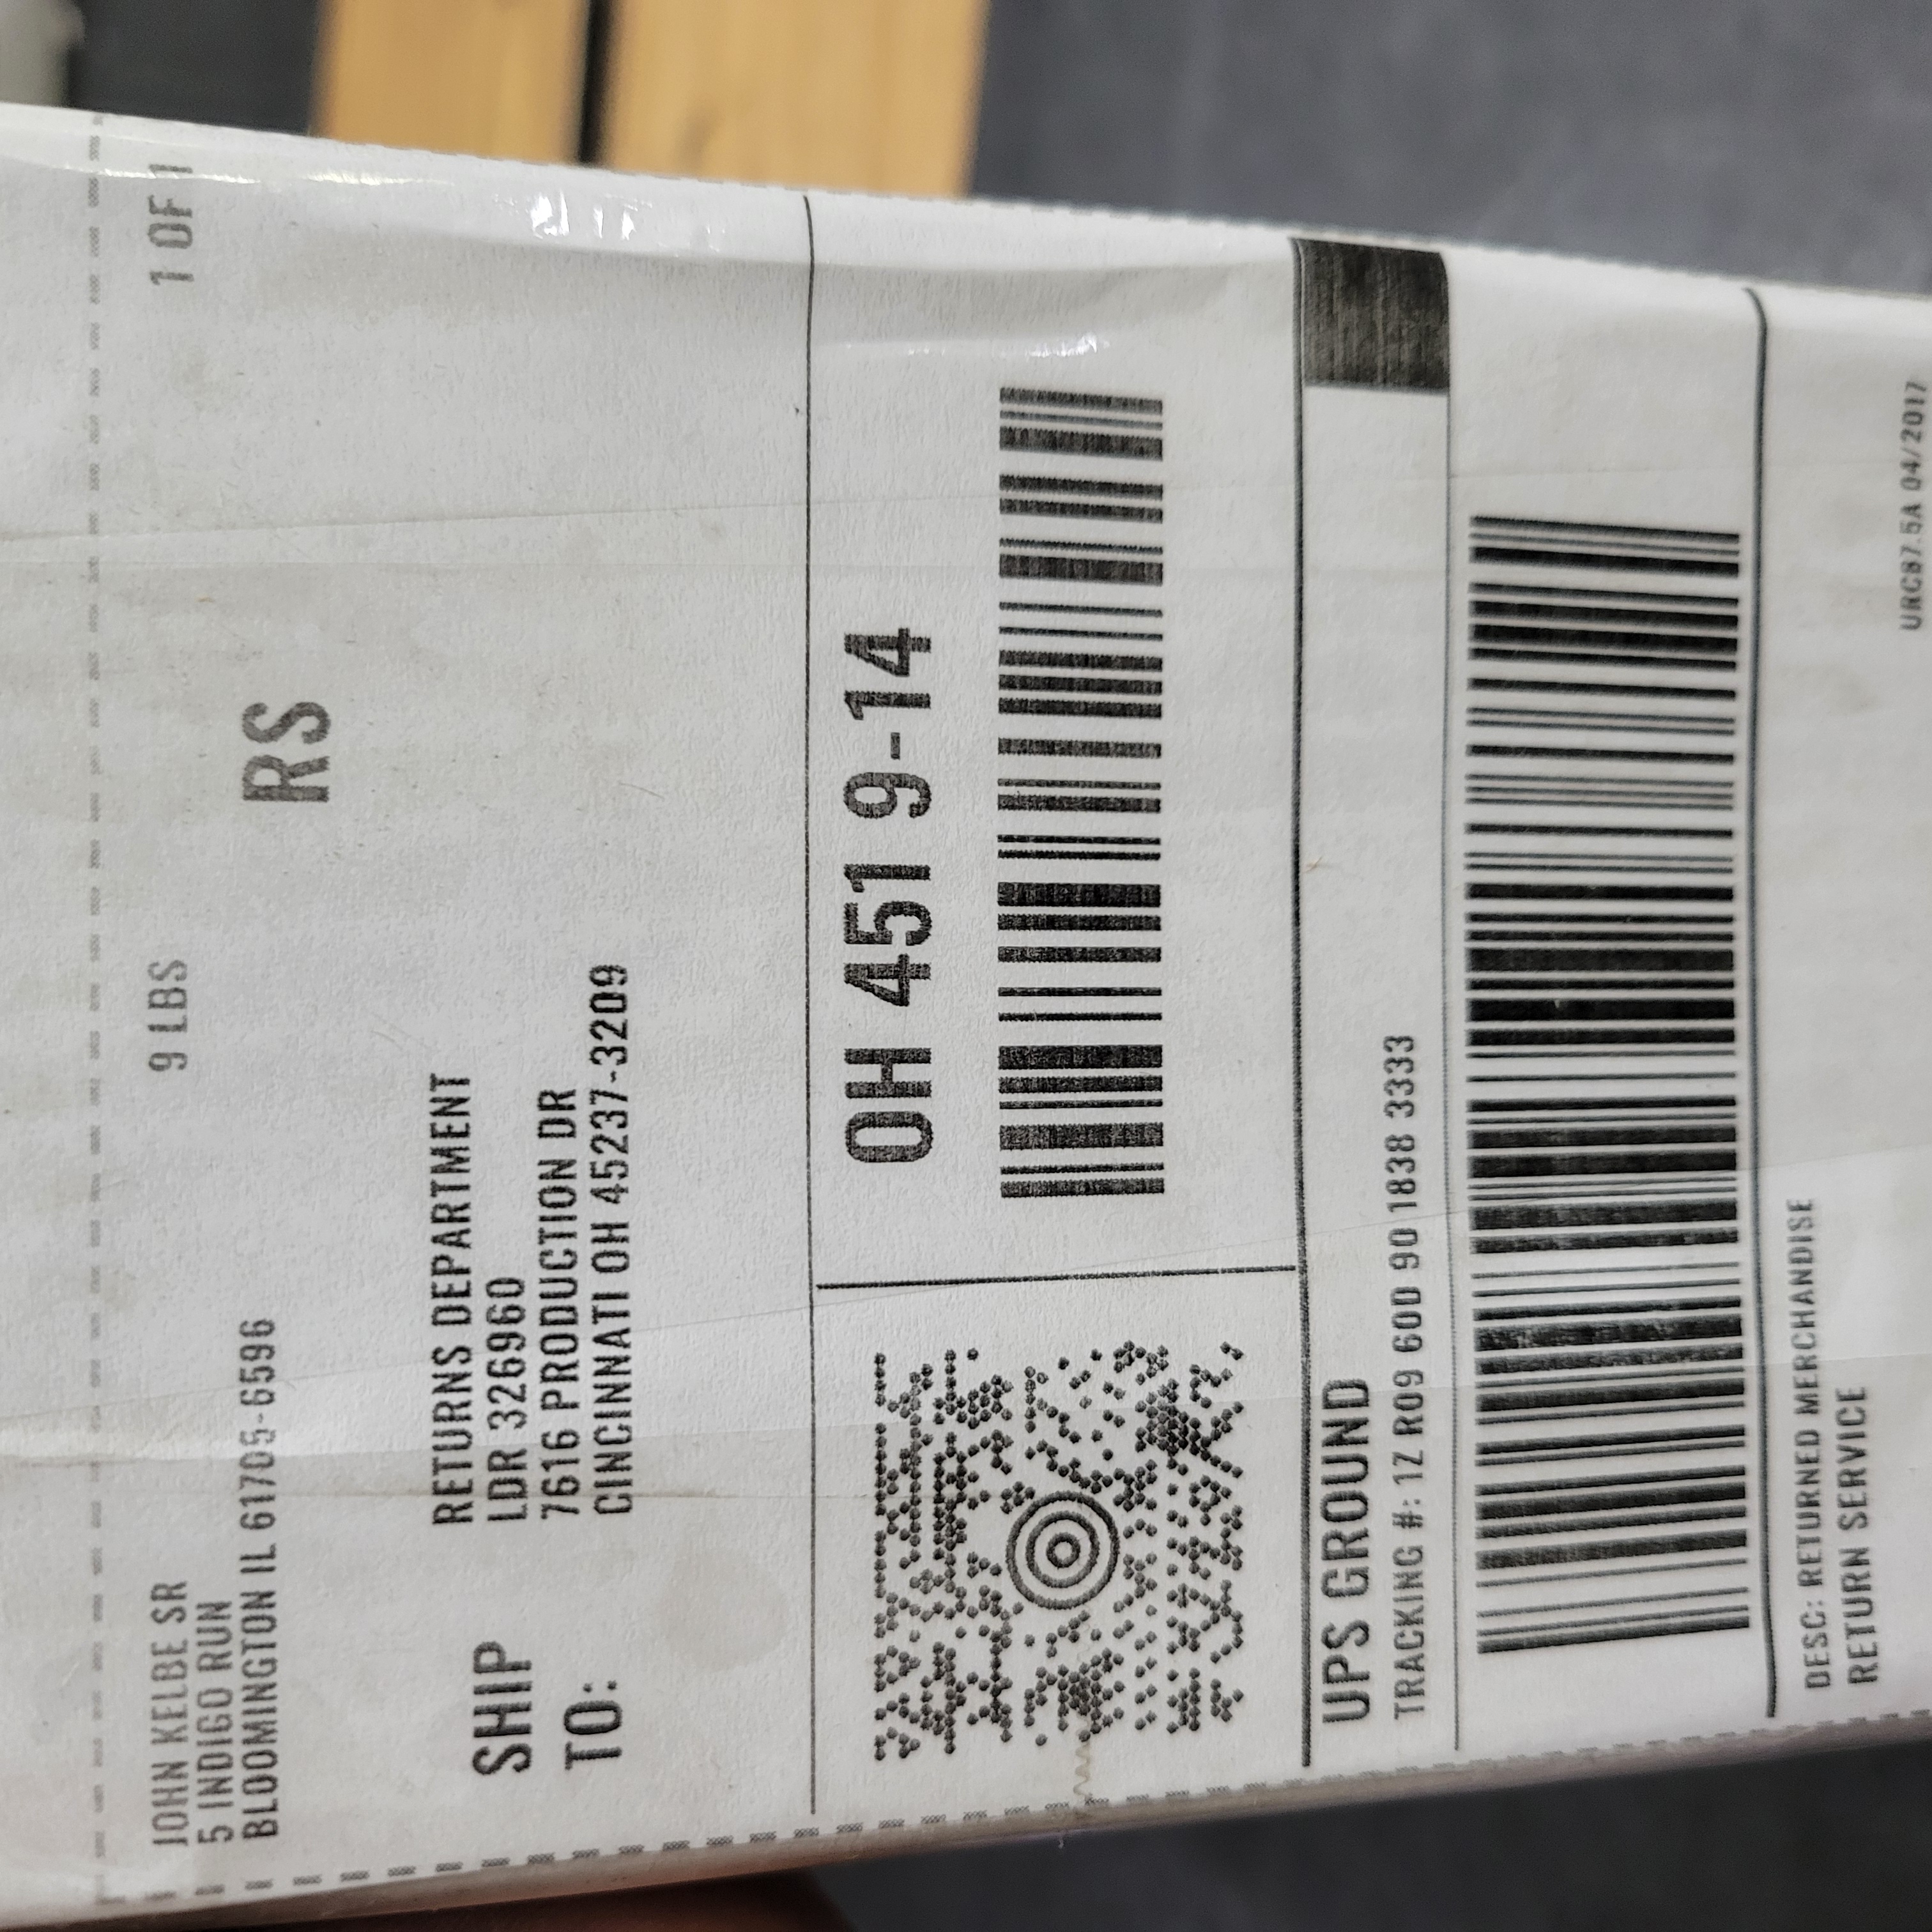 JOHN KELBE SR
5 INDIGO RUN
BLOOMINGTON IL 61705-6596
9 LBS
1 OF 1
RS
SHIP
TO:
RETURNS DEPARTMENT
LDR 326960
7616 PRODUCTION DR
CINCINNATI OH 45237-3209
OH 451 9-14
UPS GROUND
TRACKING #: 1Z R09 60D 90 1838 3333
DESC: RETURNED MERCHANDISE
RETURN SERVICE
URCB7.5A 04/2017